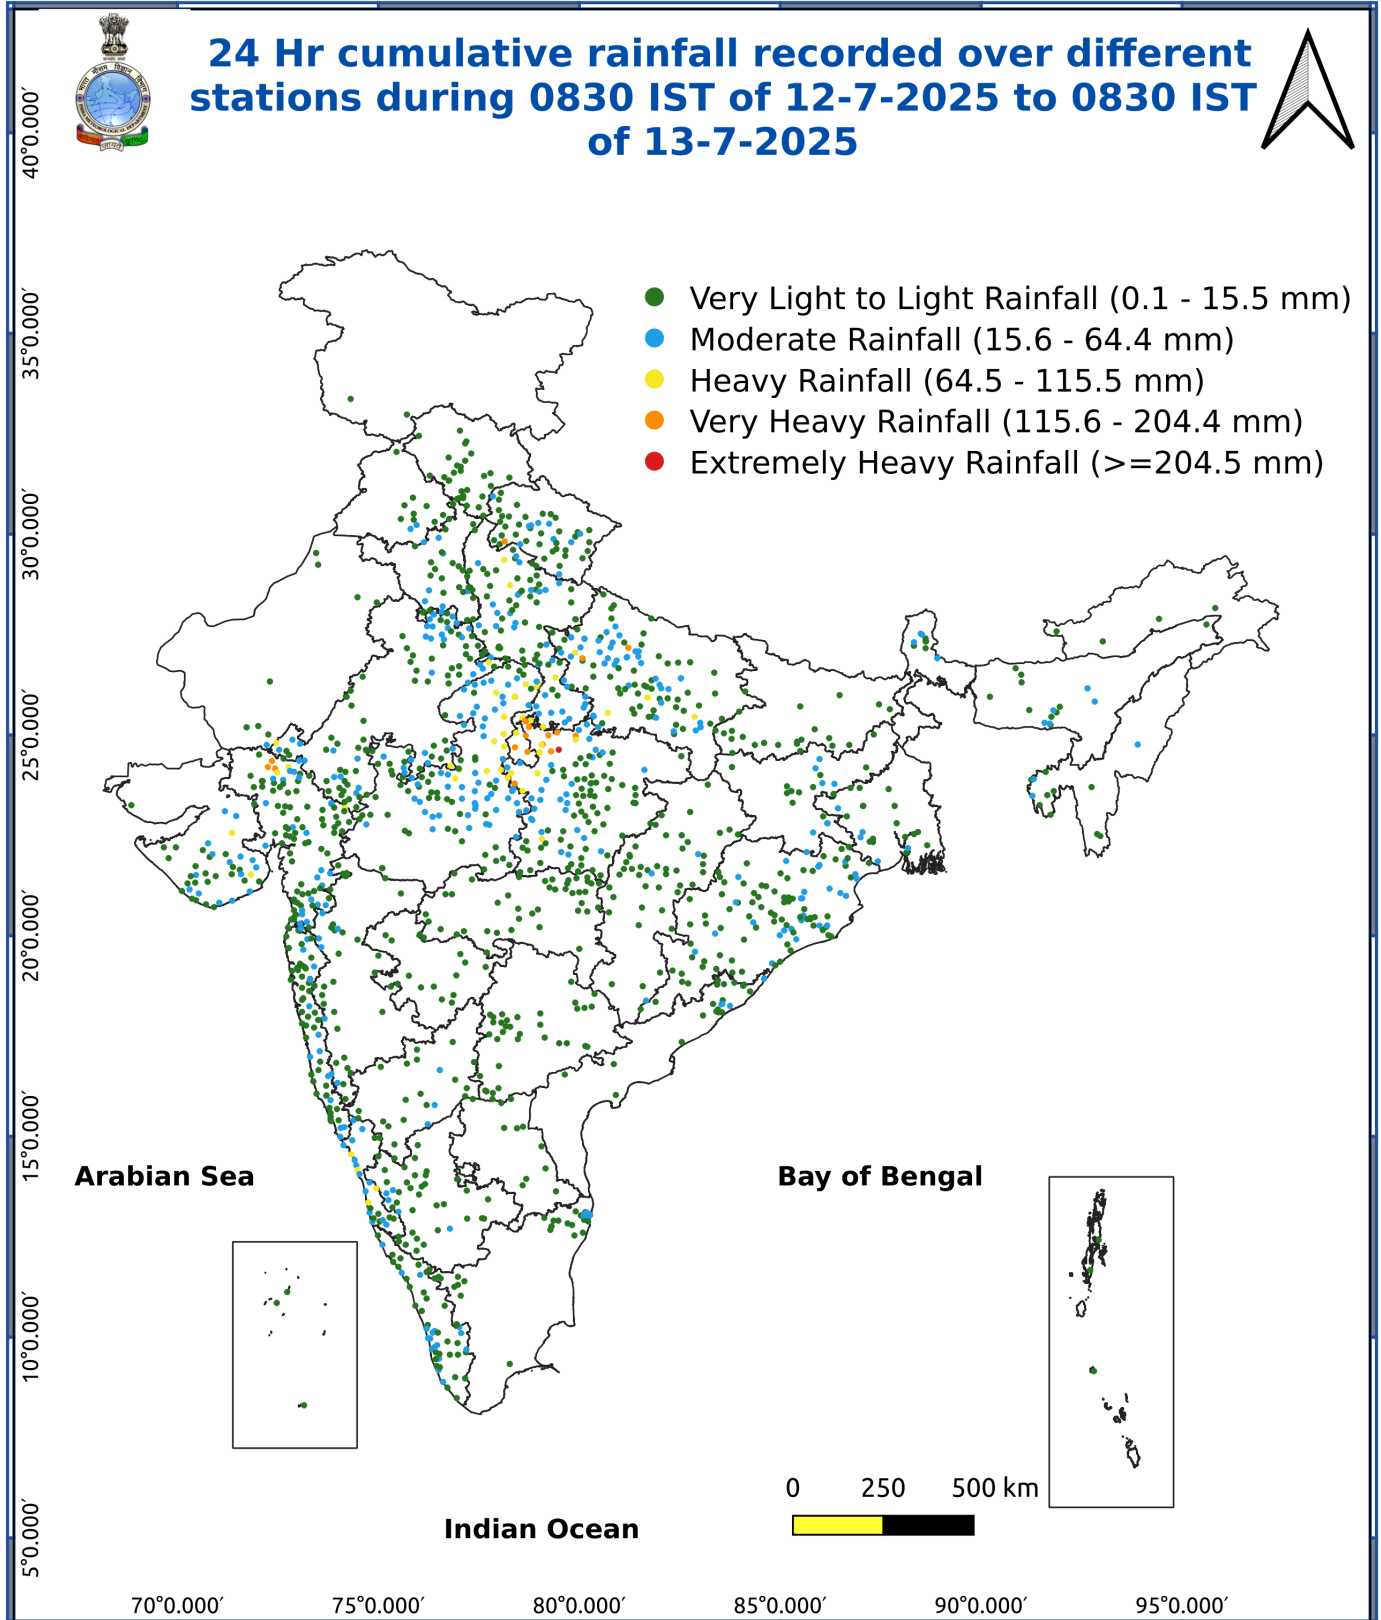 24 Hr cumulative rainfall recorded over different
stations during 0830 IST of 12-7-2025 to 0830 IST
of 13-7-2025
40°0.000′
Very Light to Light Rainfall (0.1 - 15.5 mm)
35°0.000′
Moderate Rainfall (15.6 - 64.4 mm)
Heavy Rainfall (64.5 - 115.5 mm)
Very Heavy Rainfall (115.6 - 204.4 mm)
Extremely Heavy Rainfall (>=204.5 mm)
30°0.000′
25°0.000′
20°0.000′
15°0.000′
Arabian Sea
Bay of Bengal
10°0.000′
0 250 500 km
Indian Ocean
5°0.000′
70°0.000′ 75°0.000′ 80°0.000′ 85°0.000′ 90°0.000′ 95°0.000′